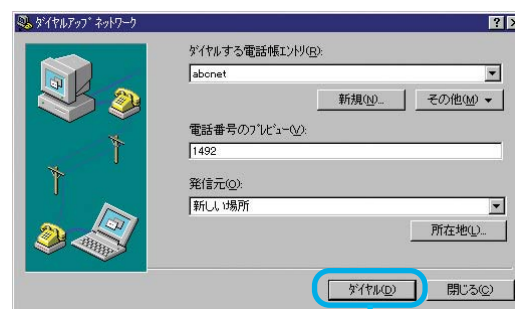 ダイヤルアップ ネットワーク
ダイヤルする電話帳エントリ(R):
abcnet
新規(N)...
その他(M)
電話番号のプレビュー(V):
1492
発信元(O):
新しい場所
所在地(L)...
ダイヤル(D)
閉じる(C)